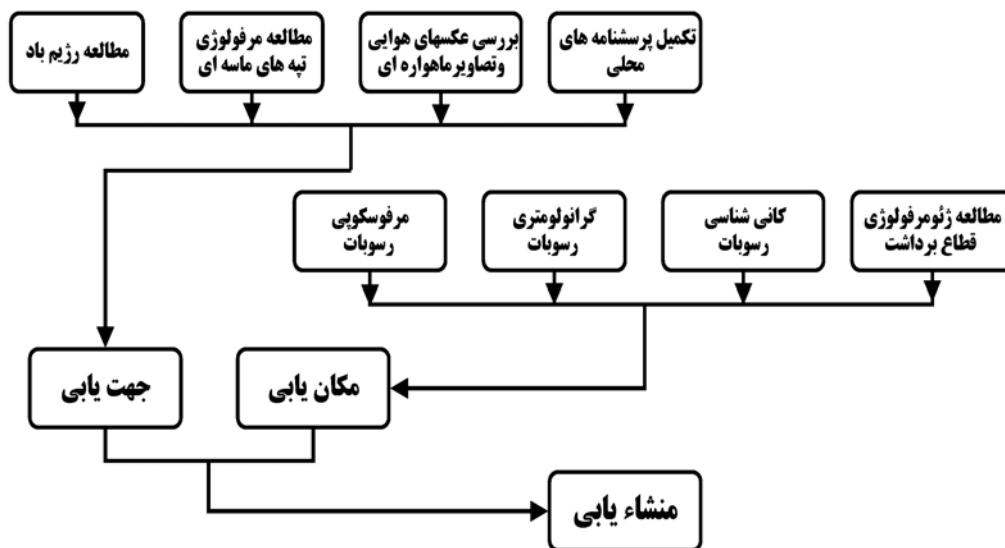 تکمیل پرسشنامه های
محلی
بررسی عکسهای هوایی
وتصاویرماهواره ای
مطالعه مرفولوژی
تپه های ماسه ای
مطالعه رژیم باد
مطالعه ژئومرفولوژی
قطاع برداشت
کانی شناسی
رسوبات
گرانولومتری
رسوبات
مرفوسکوپی
رسوبات
مکان یابی
جهت یابی
منشاء یابی